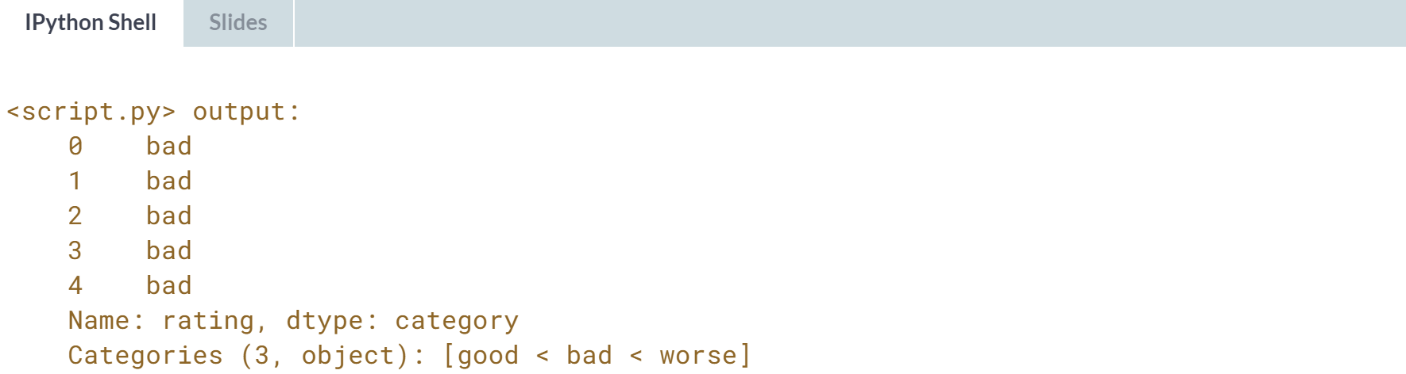 IPython Shell
Slides
<script.py> output:
0    bad
1    bad
2    bad
3    bad
4    bad
Name: rating, dtype: category
Categories (3, object): [good < bad < worse]